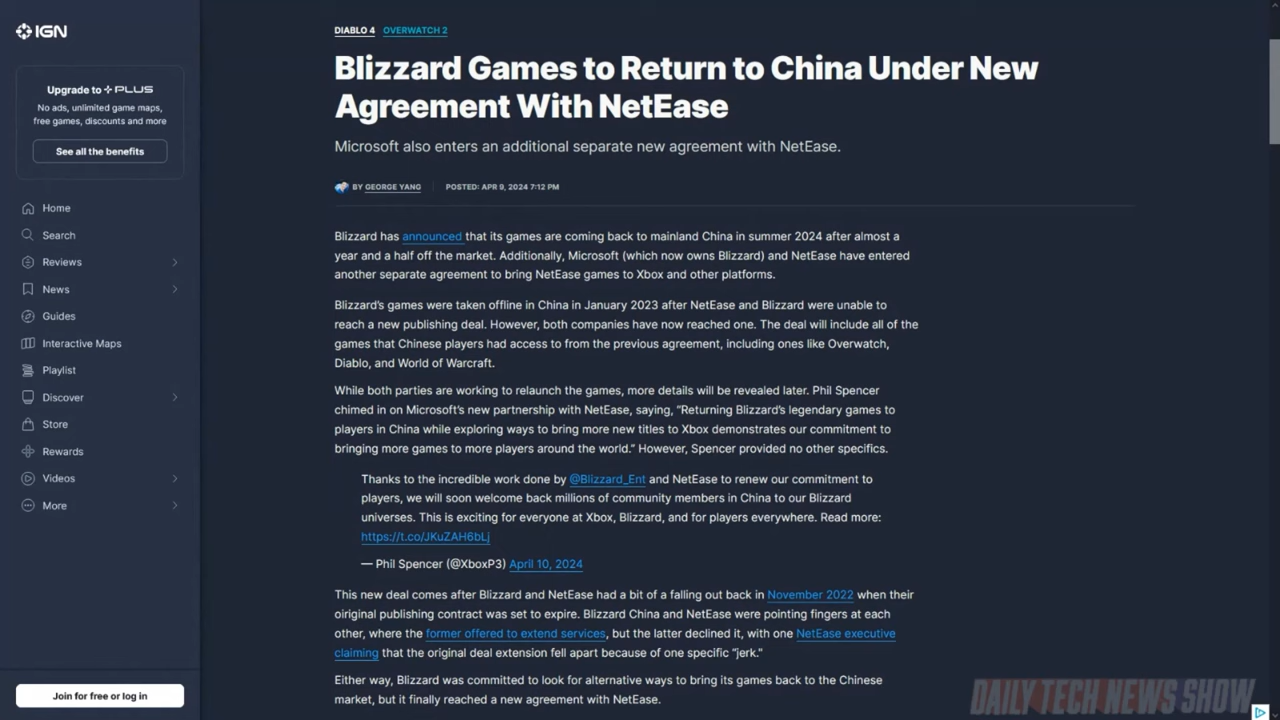 IGN
Upgrade to PLUS
No ads, unlimited game maps,
free games, discounts and more
See all the benefits
Home
Search
Reviews
News
Guides
Interactive Maps
Playlist
Discover
Store
Rewards
Videos
More
Join for free or log in
DIABLO 4 OVERWATCH 2
Blizzard Games to Return to China Under New
Agreement With NetEase
Microsoft also enters an additional separate new agreement with NetEase.
BY GEORGE YANG POSTED: APR 9, 2024 7:12 PM
Blizzard has announced that its games are coming back to mainland China in summer 2024 after almost a
year and a half off the market. Additionally, Microsoft (which now owns Blizzard) and NetEase have entered
another separate agreement to bring NetEase games to Xbox and other platforms.
Blizzard's games were taken offline in China in January 2023 after NetEase and Blizzard were unable to
reach a new publishing deal. However, both companies have now reached one. The deal will include all of the
games that Chinese players had access to from the previous agreement, including ones like Overwatch,
Diablo, and World of Warcraft.
While both parties are working to relaunch the games, more details will be revealed later. Phil Spencer
chimed in on Microsoft's new partnership with NetEase, saying, "Returning Blizzard's legendary games to
players in China while exploring ways to bring more new titles to Xbox demonstrates our commitment to
bringing more games to more players around the world." However, Spencer provided no other specifics.
Thanks to the incredible work done by @Blizzard_Ent and NetEase to renew our commitment to
players, we will soon welcome back millions of community members in China to our Blizzard
universes. This is exciting for everyone at Xbox, Blizzard, and for players everywhere. Read more:
https://t.co/JKuZAH6bLj
— Phil Spencer (@XboxP3) April 10, 2024
This new deal comes after Blizzard and NetEase had a bit of a falling out back in November 2022 when their
oiriginal publishing contract was set to expire. Blizzard China and NetEase were pointing fingers at each
other, where the former offered to extend services, but the latter declined it, with one NetEase executive
claiming that the original deal extension fell apart because of one specific "jerk."
Either way, Blizzard was committed to look for alternative ways to bring its games back to the Chinese
market, but it finally reached a new agreement with NetEase.
DAILY TECH NEWS SHOW